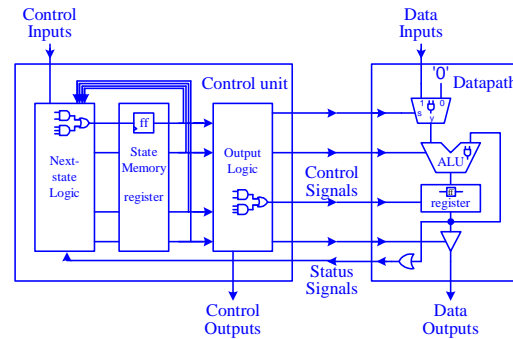 Control
Inputs
Data
Inputs
'0'
Control unit
Datapath
1 0
s
y
ff
Next-
state
Logic
State
Memory
register
Output
Logic
ALU
Control
Signals
ff
register
Status
Signals
Control
Outputs
Data
Outputs